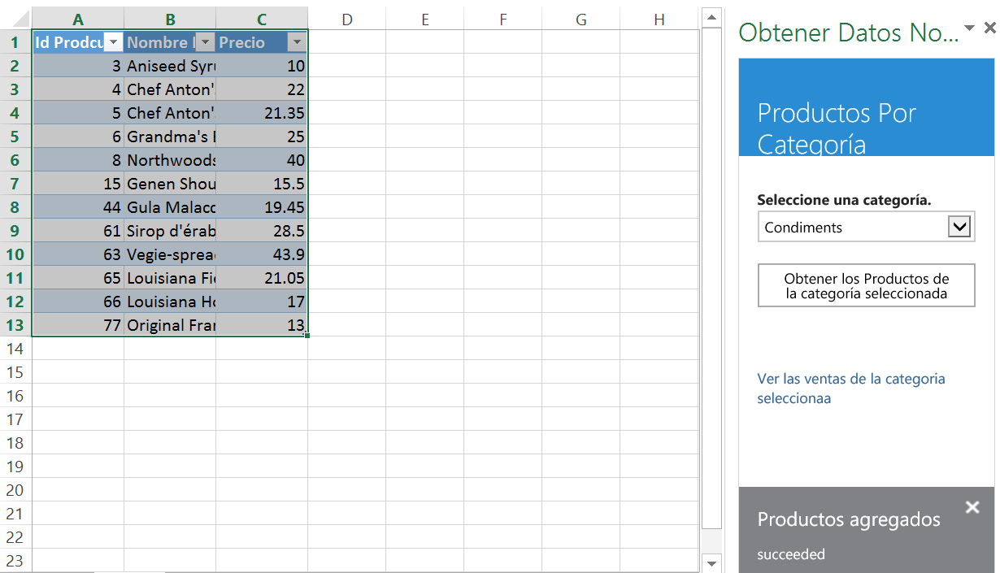 A B C D E F G H
1 Id Prodcu Nombre Precio
2 3 Aniseed Syru 10
3 4 Chef Anton' 22
4 5 Chef Anton' 21.35
5 6 Grandma's 25
6 8 Northwoods 40
7 15 Genen Shou 15.5
8 44 Gula Malacc 19.45
9 61 Sirop d'érab 28.5
10 63 Vegie-sprea 43.9
11 65 Louisiana Fie 21.05
12 66 Louisiana Ho 17
13 77 Original Fran 13
14
15
16
17
18
19
20
21
22
23
Obtener Datos No...
Productos Por
Categoría
Seleccione una categoría.
Condiments
Obtener los Productos de
la categoría seleccionada
Ver las ventas de la categoria
seleccionaa
Productos agregados
succeeded